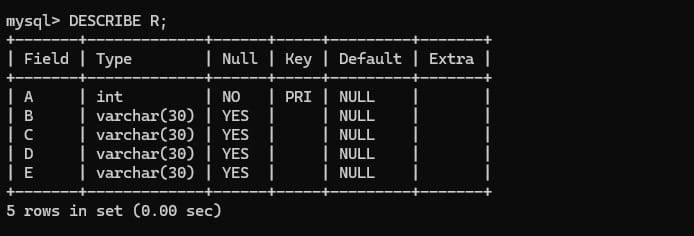 mysql> DESCRIBE R;
+-------+-------------+------+-----+---------+-------+
| Field | Type        | Null | Key | Default | Extra |
+-------+-------------+------+-----+---------+-------+
| A     | int         | NO   | PRI | NULL    |       |
| B     | varchar(30) | YES  |     | NULL    |       |
| C     | varchar(30) | YES  |     | NULL    |       |
| D     | varchar(30) | YES  |     | NULL    |       |
| E     | varchar(30) | YES  |     | NULL    |       |
+-------+-------------+------+-----+---------+-------+
5 rows in set (0.00 sec)